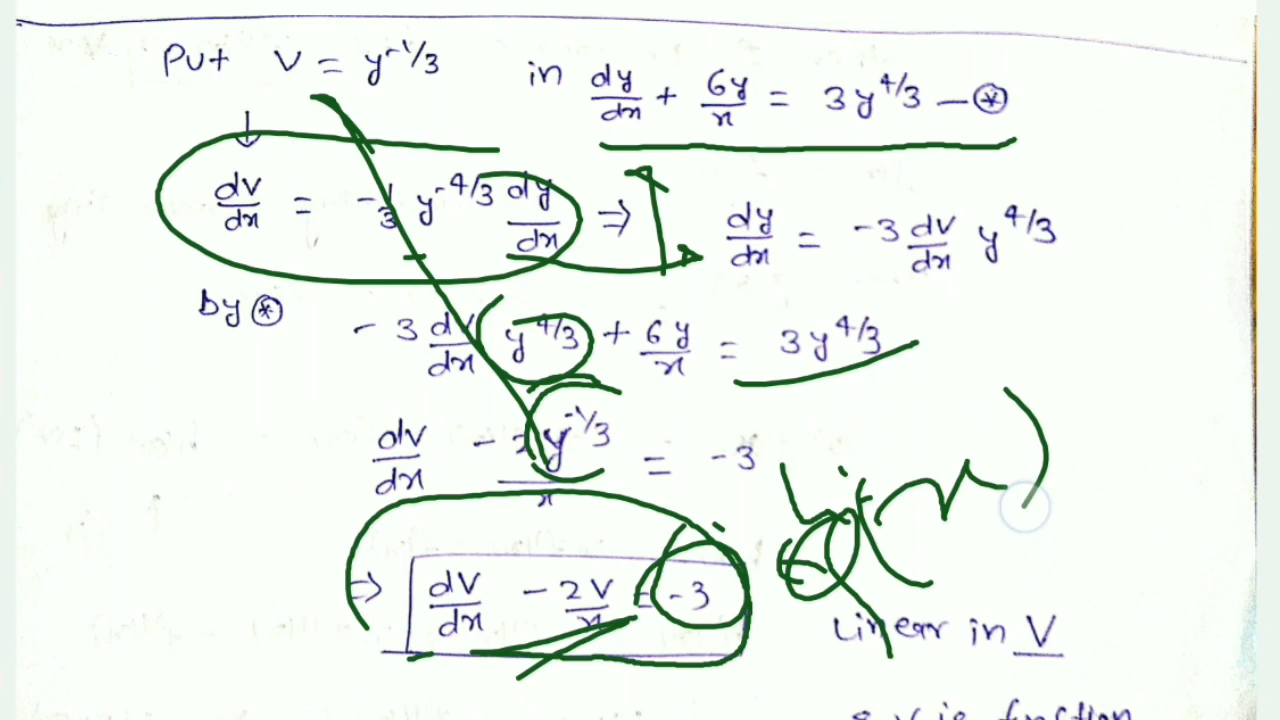 Put V = y^-1/3 in dy/dx + 6y/x = 3y^4/3 — ⊛
↓
dv/dx = -1/3 y^-4/3 dy/dx ⇒ dy/dx = -3 dv/dx y^4/3
by ⊛ -3 dv/dx y^4/3 + 6y/x = 3y^4/3
dv/dx - 2y^-1/3/x = -3
⇒ dv/dx - 2v/x = -3
Linear in V
& v is function